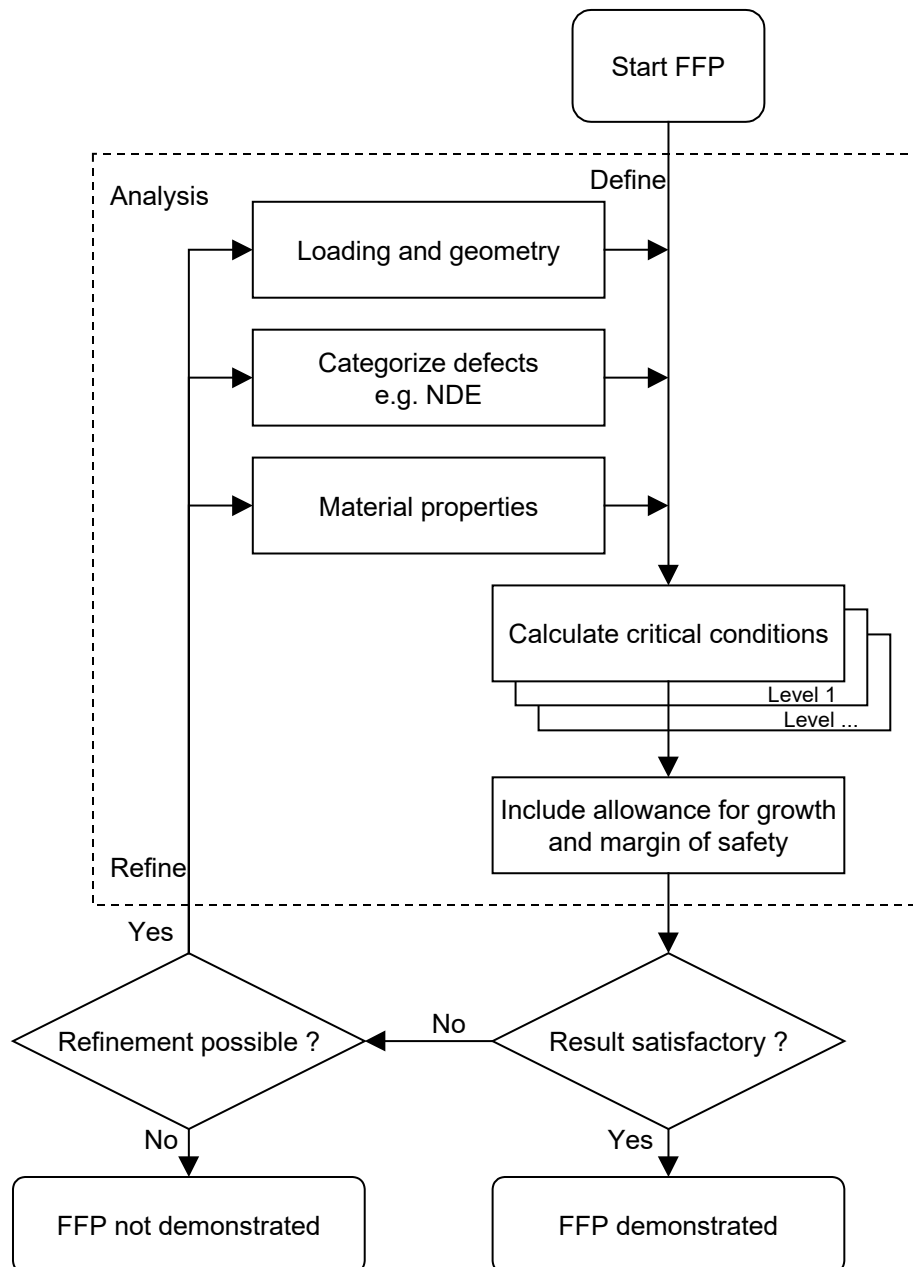 Start FFP
Define
Analysis
Loading and geometry
Categorize defects
e.g. NDE
Material properties
Calculate critical conditions
Level 1
Level ...
Include allowance for growth
and margin of safety
Refine
Yes
Refinement possible ?
No
Result satisfactory ?
No
Yes
FFP not demonstrated
FFP demonstrated